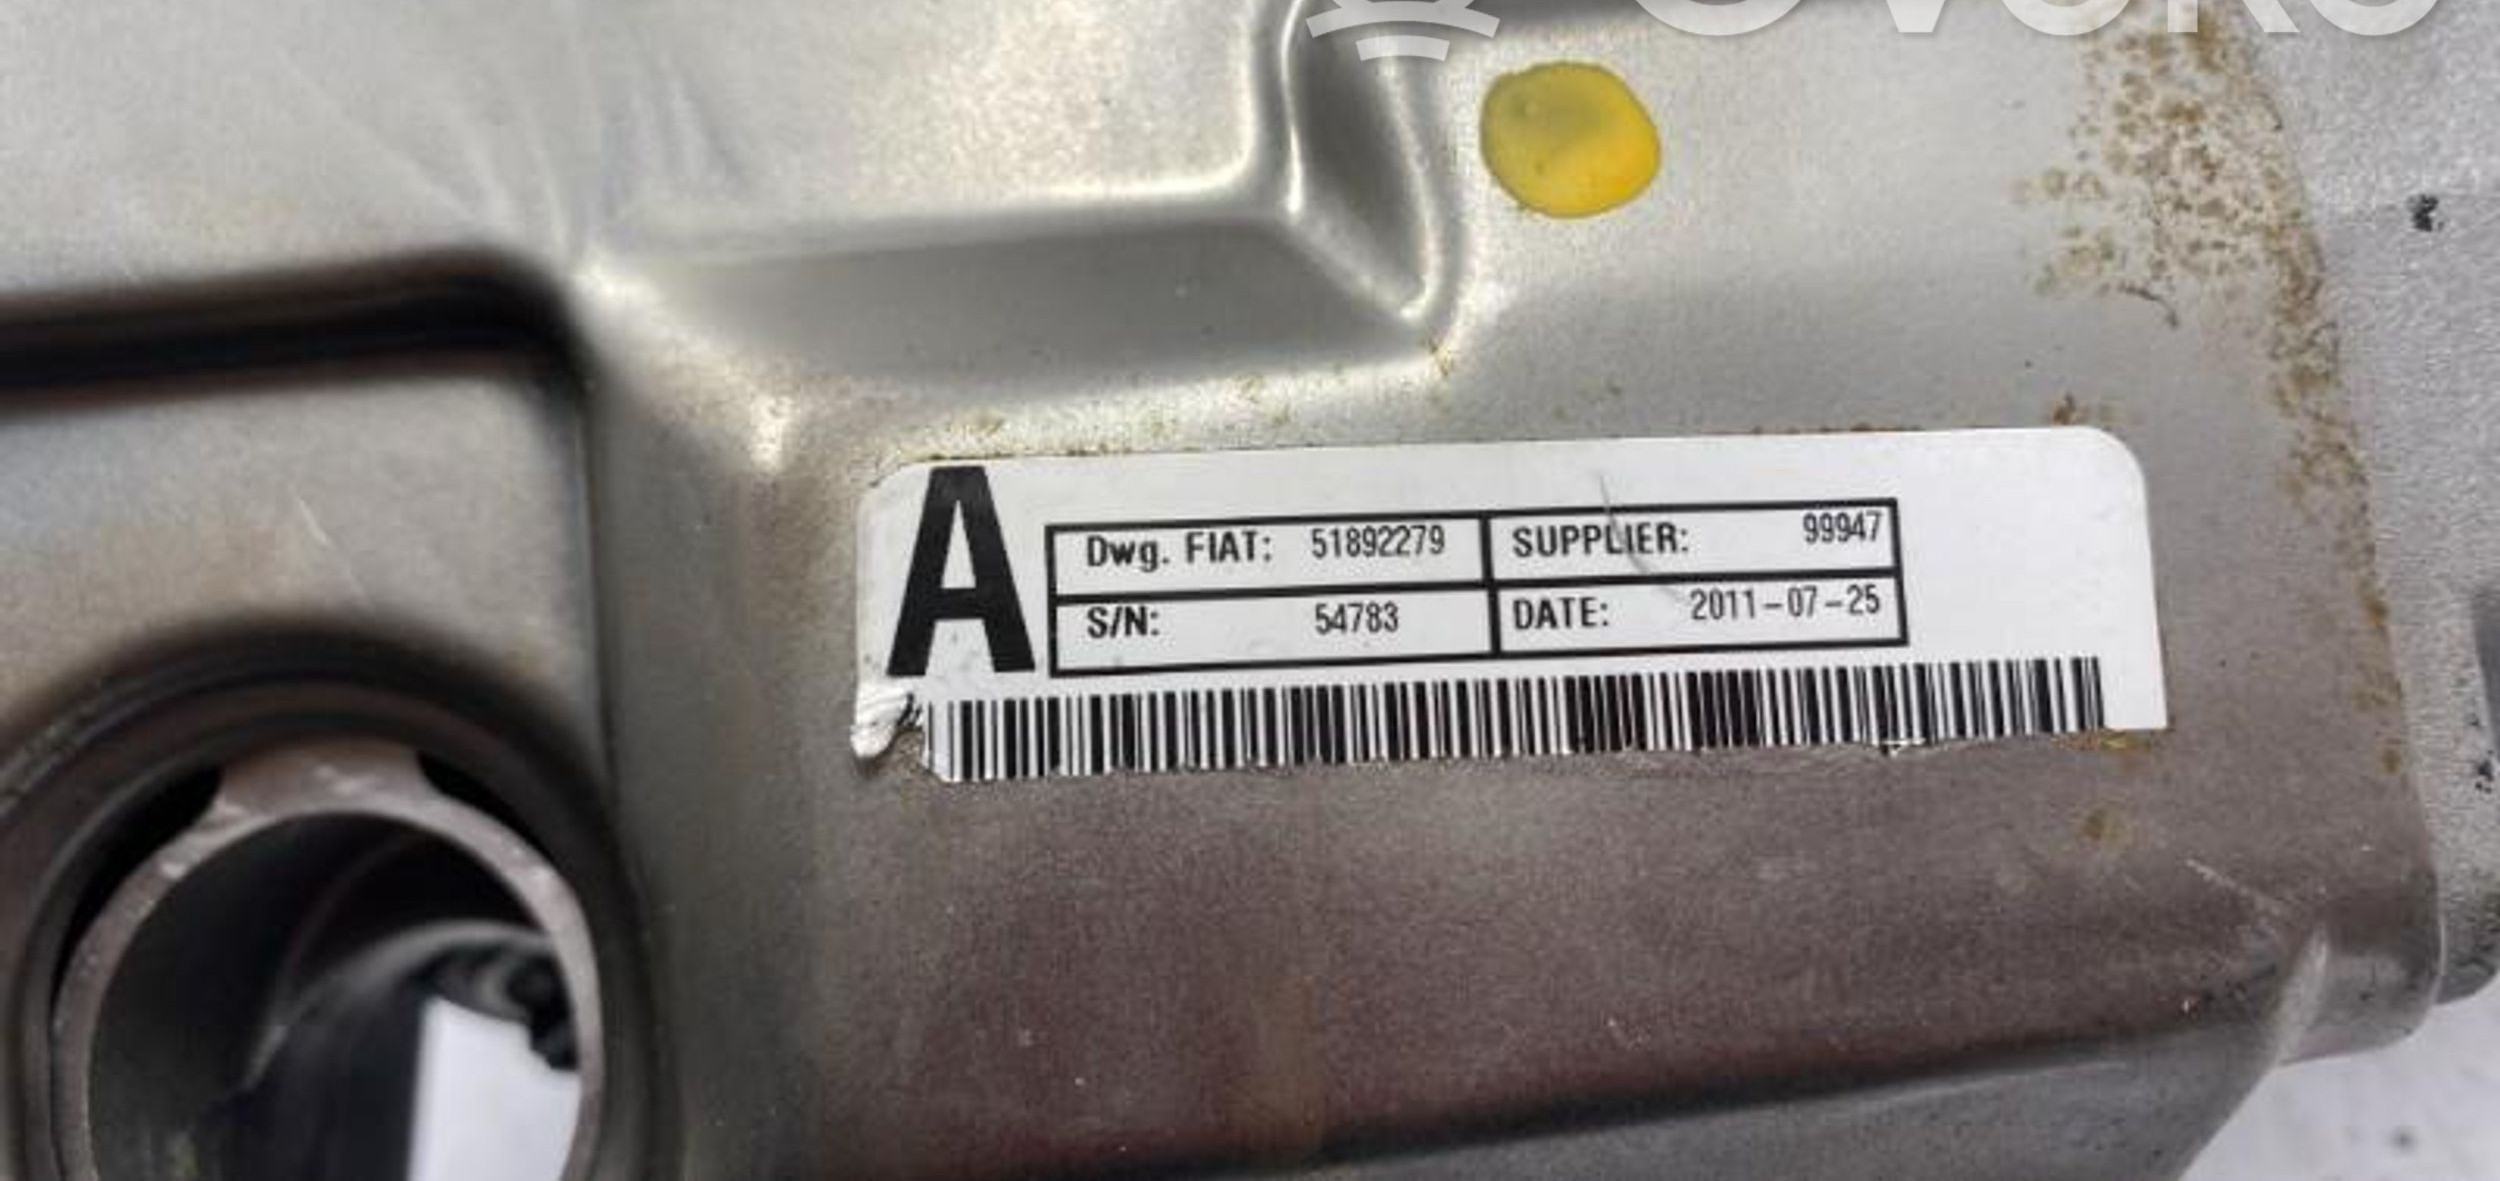 A
Dwg. FIAT: 51892279 SUPPLIER: 99947
S/N: 54783 DATE: 2011-07-25